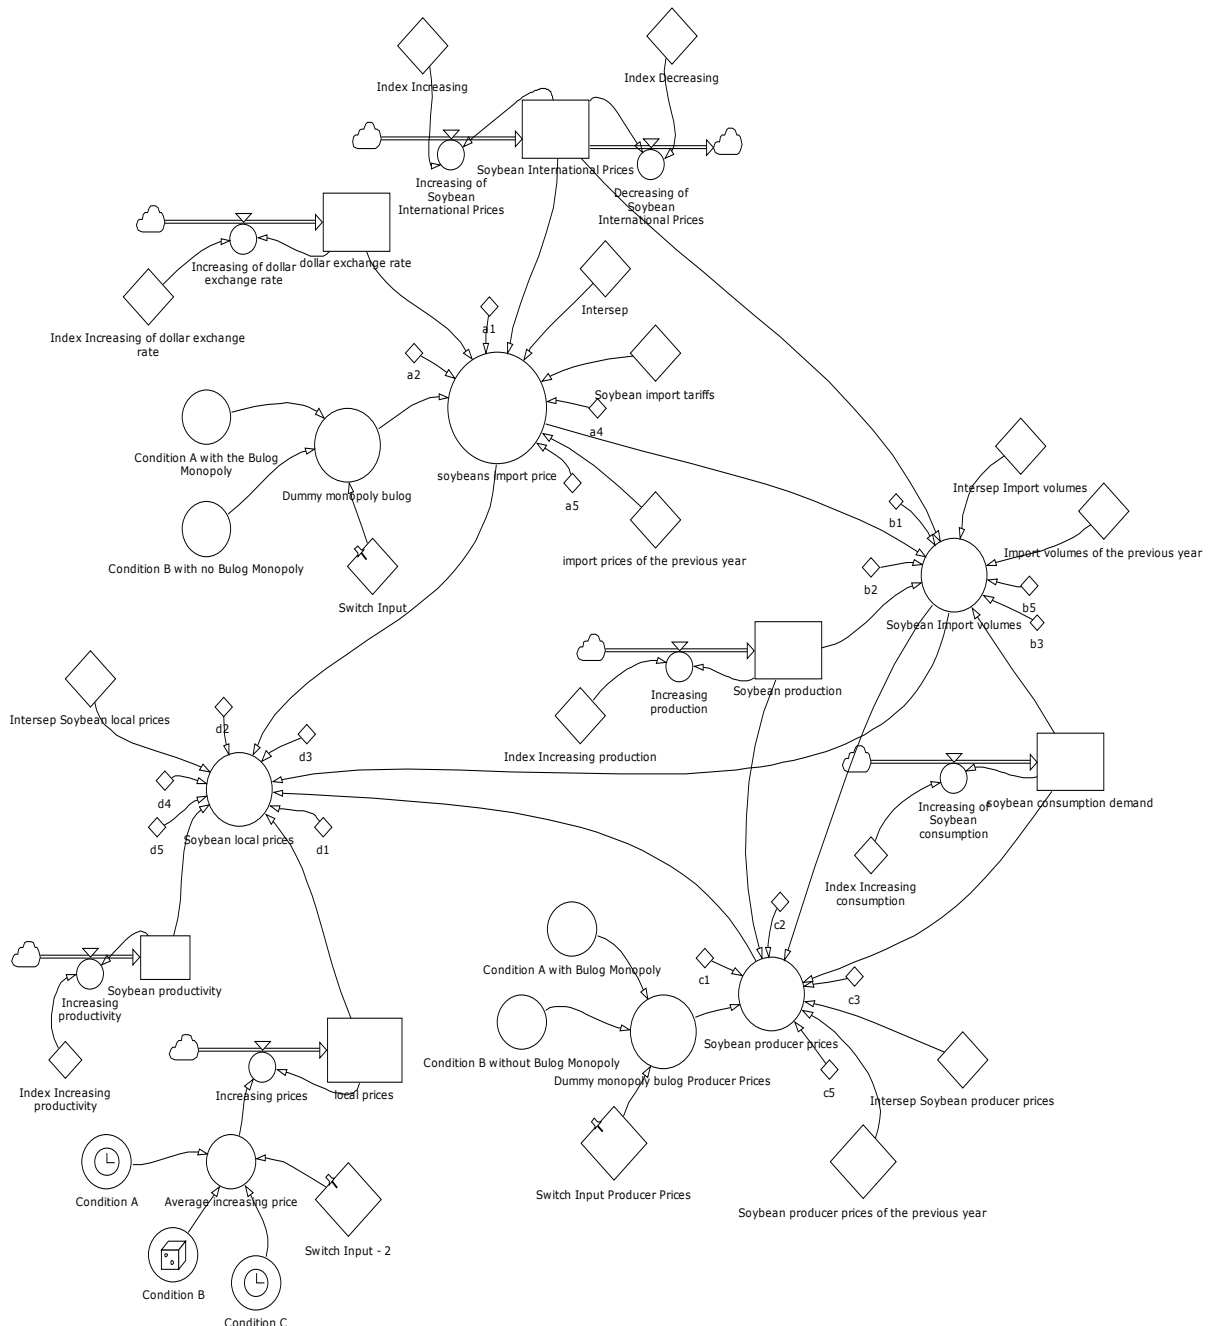 Index Increasing
Index Decreasing
Soybean International Prices
Increasing of
Soybean
International Prices
Decreasing of
Soybean
International Prices
Increasing of dollar
exchange rate
dollar exchange rate
Index Increasing of dollar exchange
rate
Intersep
a1
a2
Soybean import tariffs
a4
Condition A with the Bulog
Monopoly
Dummy monopoly bulog
soybeans import price
a5
import prices of the previous year
Condition B with no Bulog Monopoly
Switch Input
Intersep Import volumes
b1
Import volumes of the previous year
b2
b5
Soybean Import volumes
b3
Increasing
production
Soybean production
Index Increasing production
Intersep Soybean local prices
d2
d3
d4
d5
Soybean local prices
d1
Increasing of
Soybean
consumption
soybean consumption demand
Index Increasing
consumption
c2
Condition A with Bulog Monopoly
c1
c3
Soybean productivity
Increasing
productivity
Condition B without Bulog Monopoly
Soybean producer prices
Dummy monopoly bulog Producer Prices
c5
Index Increasing
productivity
Increasing prices
local prices
Intersep Soybean producer prices
Condition A
Average increasing price
Switch Input Producer Prices
Soybean producer prices of the previous year
Switch Input - 2
Condition B
Condition C